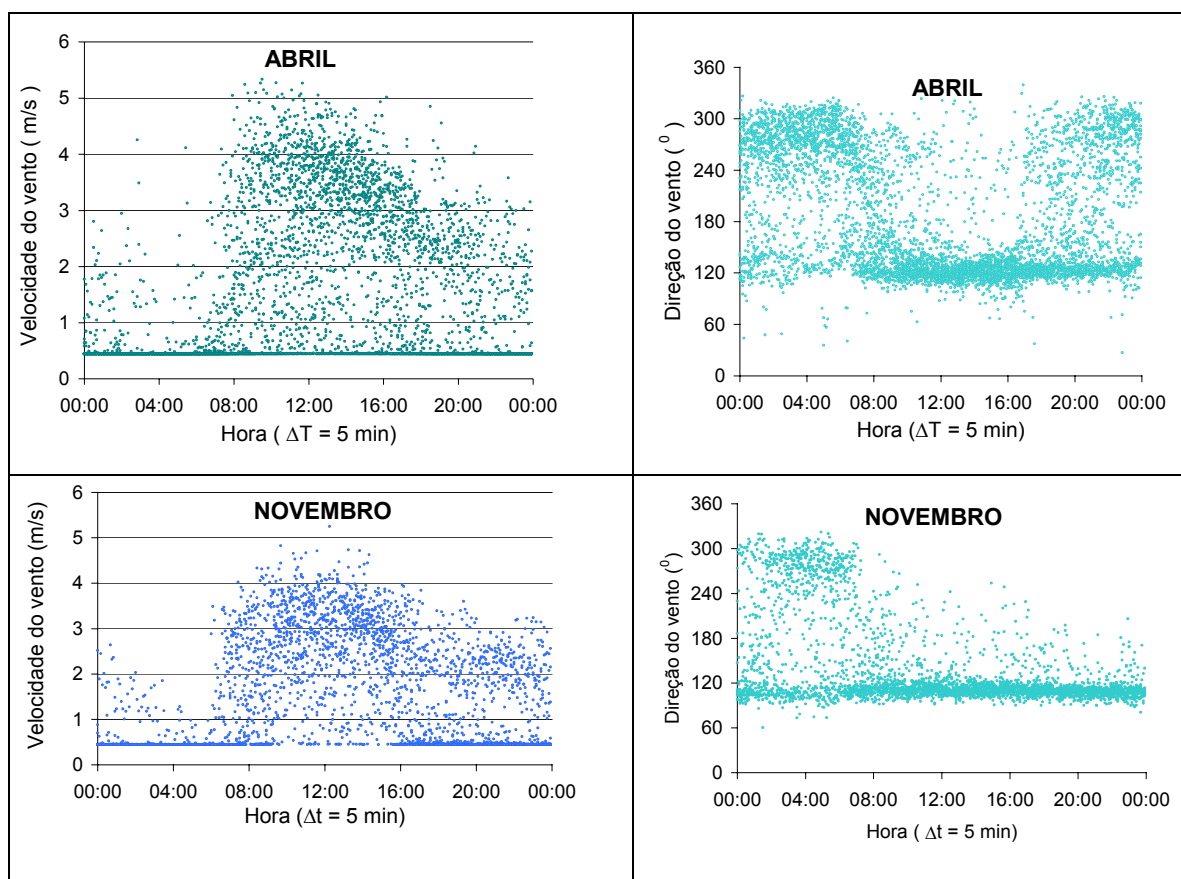 ABRIL
Velocidade do vento ( m/s)
6
5
4
3
2
1
0
00:00 04:00 08:00 12:00 16:00 20:00 00:00
Hora ( ΔT = 5 min)
ABRIL
Direção do vento ( ⁰ )
360
300
240
180
120
60
0
00:00 04:00 08:00 12:00 16:00 20:00 00:00
Hora (ΔT = 5 min)
NOVEMBRO
Velocidade do vento (m/s)
6
5
4
3
2
1
0
00:00 04:00 08:00 12:00 16:00 20:00 00:00
Hora (Δt = 5 min)
NOVEMBRO
Direção do vento (⁰)
360
300
240
180
120
60
0
00:00 04:00 08:00 12:00 16:00 20:00 00:00
Hora ( Δt = 5 min)